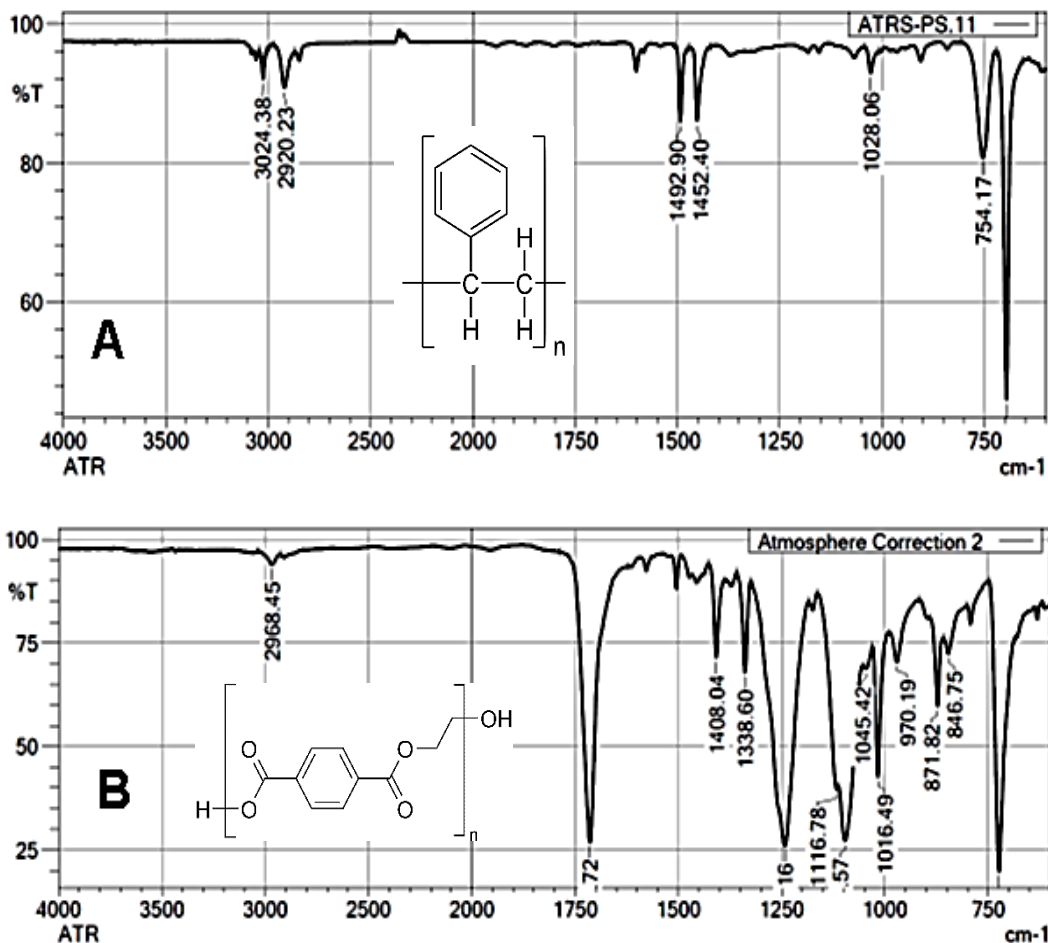 100
ATRS-PS.11
%T
80
60
3024.38
2920.23
1492.90
1452.40
1028.06
754.17
H
C
C
H
H
n
A
4000
3500
3000
2500
2000
1750
1500
1250
1000
750
ATR
cm-1
100
Atmosphere Correction 2
%T
75
50
25
2968.45
72
1408.04
1338.60
16
1116.78
57
1045.42
1016.49
970.19
871.82
846.75
O
O
OH
H
O
O
n
B
4000
3500
3000
2500
2000
1750
1500
1250
1000
750
ATR
cm-1